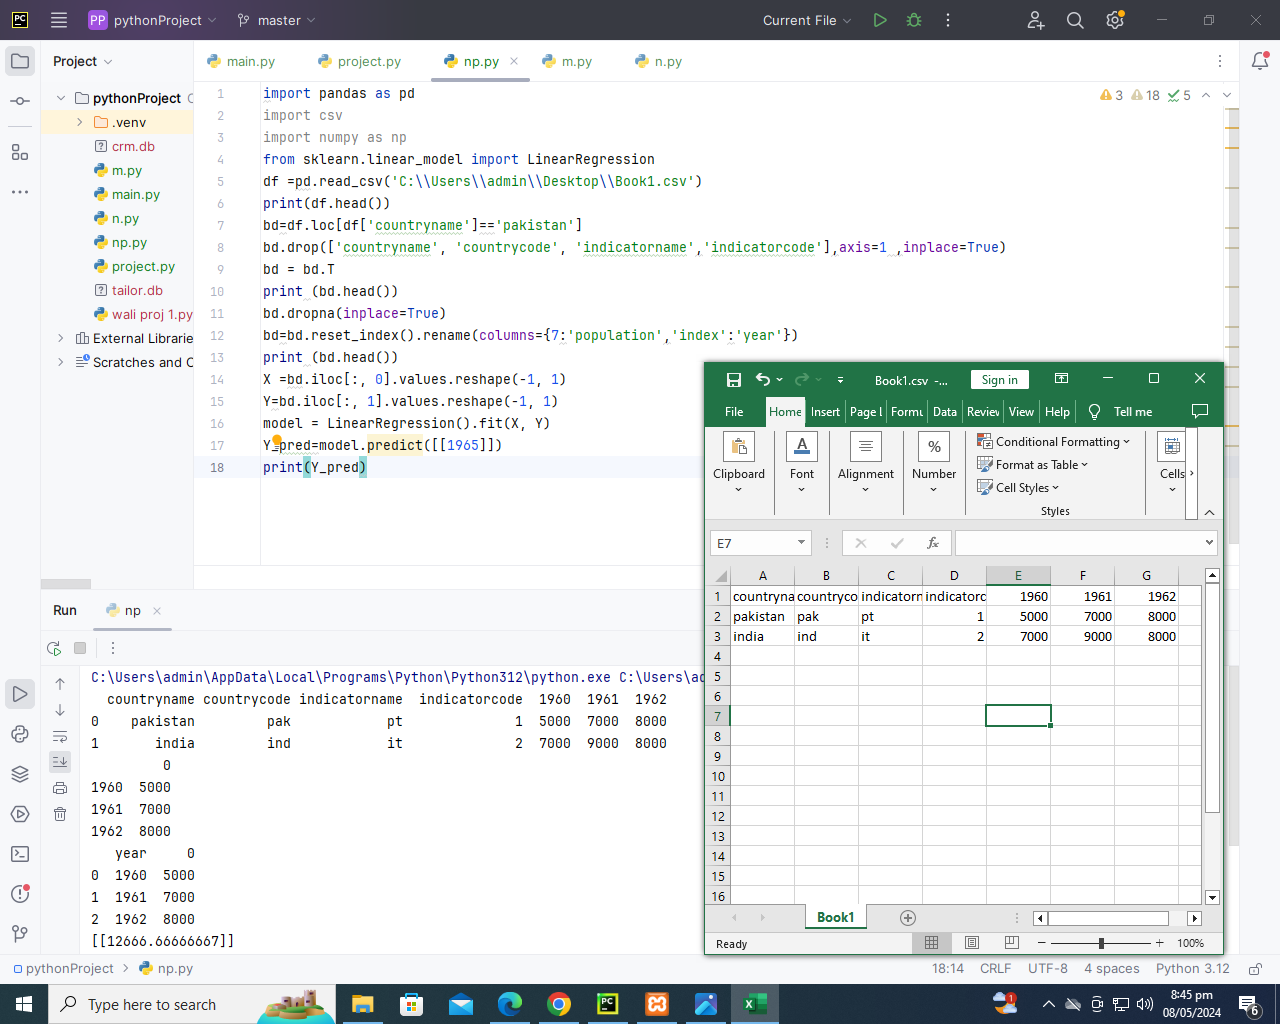 PC PP pythonProject master Current File
Project main.py project.py np.py m.py n.py
pythonProject
.venv
crm.db
m.py
main.py
n.py
np.py
project.py
tailor.db
wali proj 1.py
External Librarie
Scratches and C
3 18 5
1 import pandas as pd
2 import csv
3 import numpy as np
4 from sklearn.linear_model import LinearRegression
5 df =pd.read_csv('C:\\Users\\admin\\Desktop\\Book1.csv')
6 print(df.head())
7 bd=df.loc[df['countryname']=='pakistan']
8 bd.drop(['countryname', 'countrycode', 'indicatorname','indicatorcode'],axis=1 ,inplace=True)
9 bd = bd.T
10 print (bd.head())
11 bd.dropna(inplace=True)
12 bd=bd.reset_index().rename(columns={7:'population','index':'year'})
13 print (bd.head())
14 X =bd.iloc[:, 0].values.reshape(-1, 1)
15 Y=bd.iloc[:, 1].values.reshape(-1, 1)
16 model = LinearRegression().fit(X, Y)
17 Y_pred=model.predict([[1965]])
18 print(Y_pred)
Run np
C:\Users\admin\AppData\Local\Programs\Python\Python312\python.exe C:\Users\ad
countryname countrycode indicatorname indicatorcode 1960 1961 1962
0 pakistan pak pt 1 5000 7000 8000
1 india ind it 2 7000 9000 8000
0
1960 5000
1961 7000
1962 8000
year 0
0 1960 5000
1 1961 7000
2 1962 8000
[[12666.66666667]]
Book1.csv -... Sign in
File Home Insert Page l Formu Data Review View Help Tell me
Clipboard Font Alignment Number Cells
Conditional Formatting
Format as Table
Cell Styles
Styles
E7 fx
A B C D E F G
1 countryna countryco indicatorn indicatorc 1960 1961 1962
2 pakistan pak pt 1 5000 7000 8000
3 india ind it 2 7000 9000 8000
4
5
6
7
8
9
10
11
12
13
14
15
16
Book1
Ready 100%
pythonProject > np.py 18:14 CRLF UTF-8 4 spaces Python 3.12
Type here to search PC 1 8:45 pm
08/05/2024 6